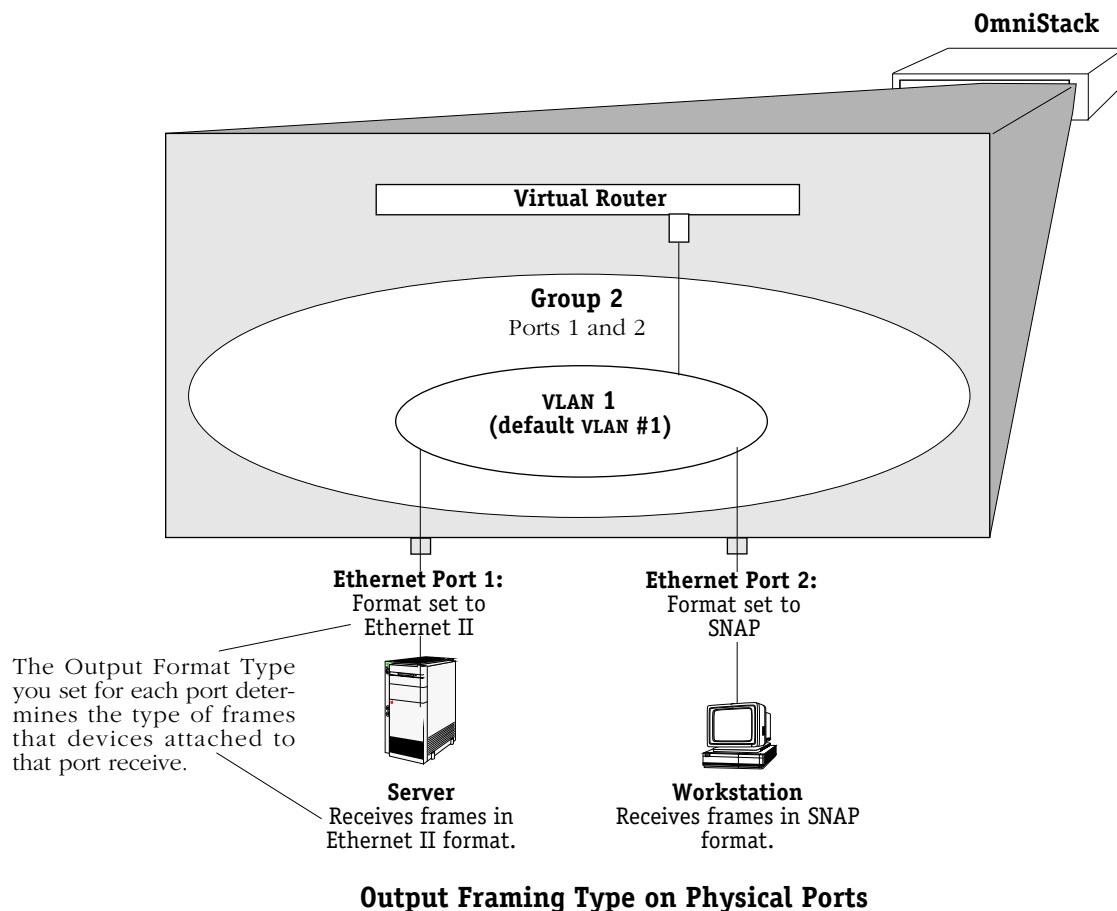 OmniStack
Virtual Router
Group 2
Ports 1 and 2
VLAN 1
(default VLAN #1)
Ethernet Port 1:
Format set to
Ethernet II
Ethernet Port 2:
Format set to
SNAP
The Output Format Type
you set for each port deter-
mines the type of frames
that devices attached to
that port receive.
Server
Receives frames in
Ethernet II format.
Workstation
Receives frames in SNAP
format.
Output Framing Type on Physical Ports